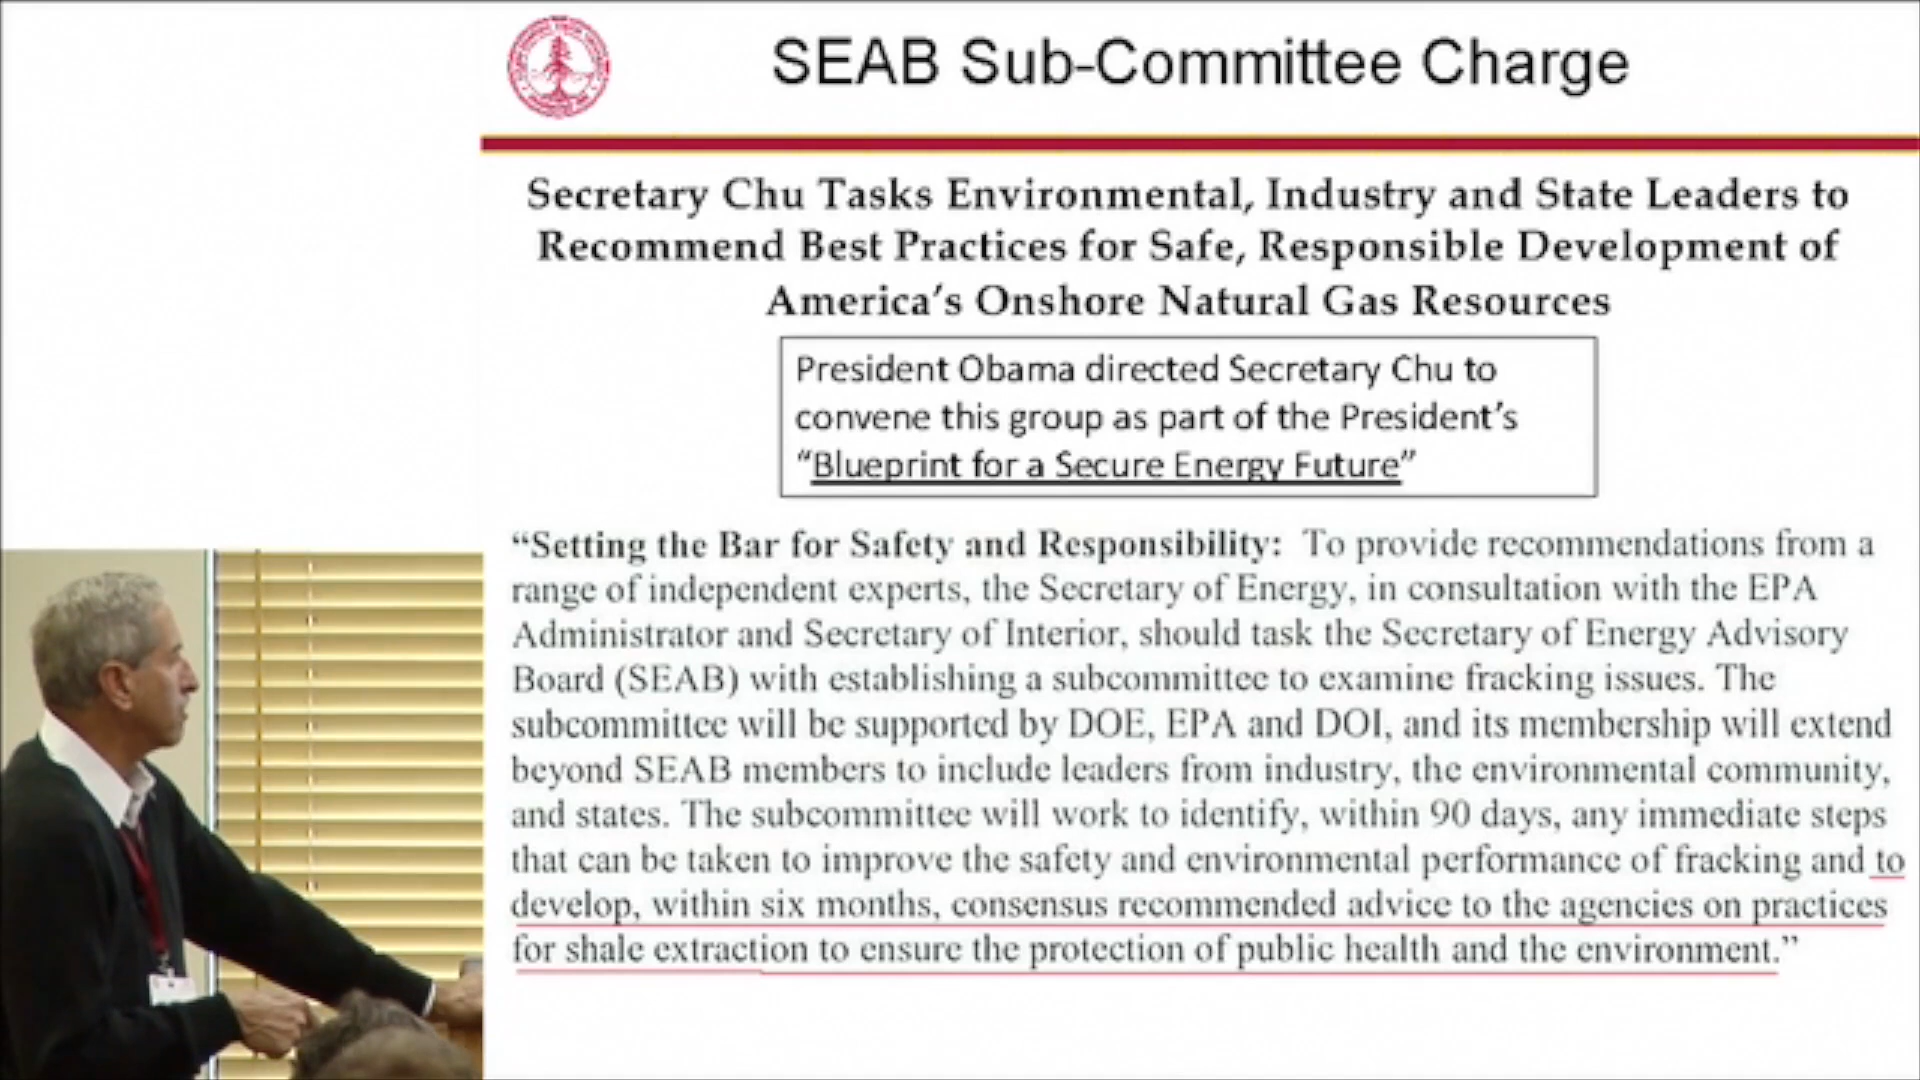 SEAB Sub-Committee Charge
Secretary Chu Tasks Environmental, Industry and State Leaders to
Recommend Best Practices for Safe, Responsible Development of
America's Onshore Natural Gas Resources
President Obama directed Secretary Chu to
convene this group as part of the President's
"Blueprint for a Secure Energy Future"
"Setting the Bar for Safety and Responsibility: To provide recommendations from a
range of independent experts, the Secretary of Energy, in consultation with the EPA
Administrator and Secretary of Interior, should task the Secretary of Energy Advisory
Board (SEAB) with establishing a subcommittee to examine fracking issues. The
subcommittee will be supported by DOE, EPA and DOI, and its membership will extend
beyond SEAB members to include leaders from industry, the environmental community,
and states. The subcommittee will work to identify, within 90 days, any immediate steps
that can be taken to improve the safety and environmental performance of fracking and to
develop, within six months, consensus recommended advice to the agencies on practices
for shale extraction to ensure the protection of public health and the environment."